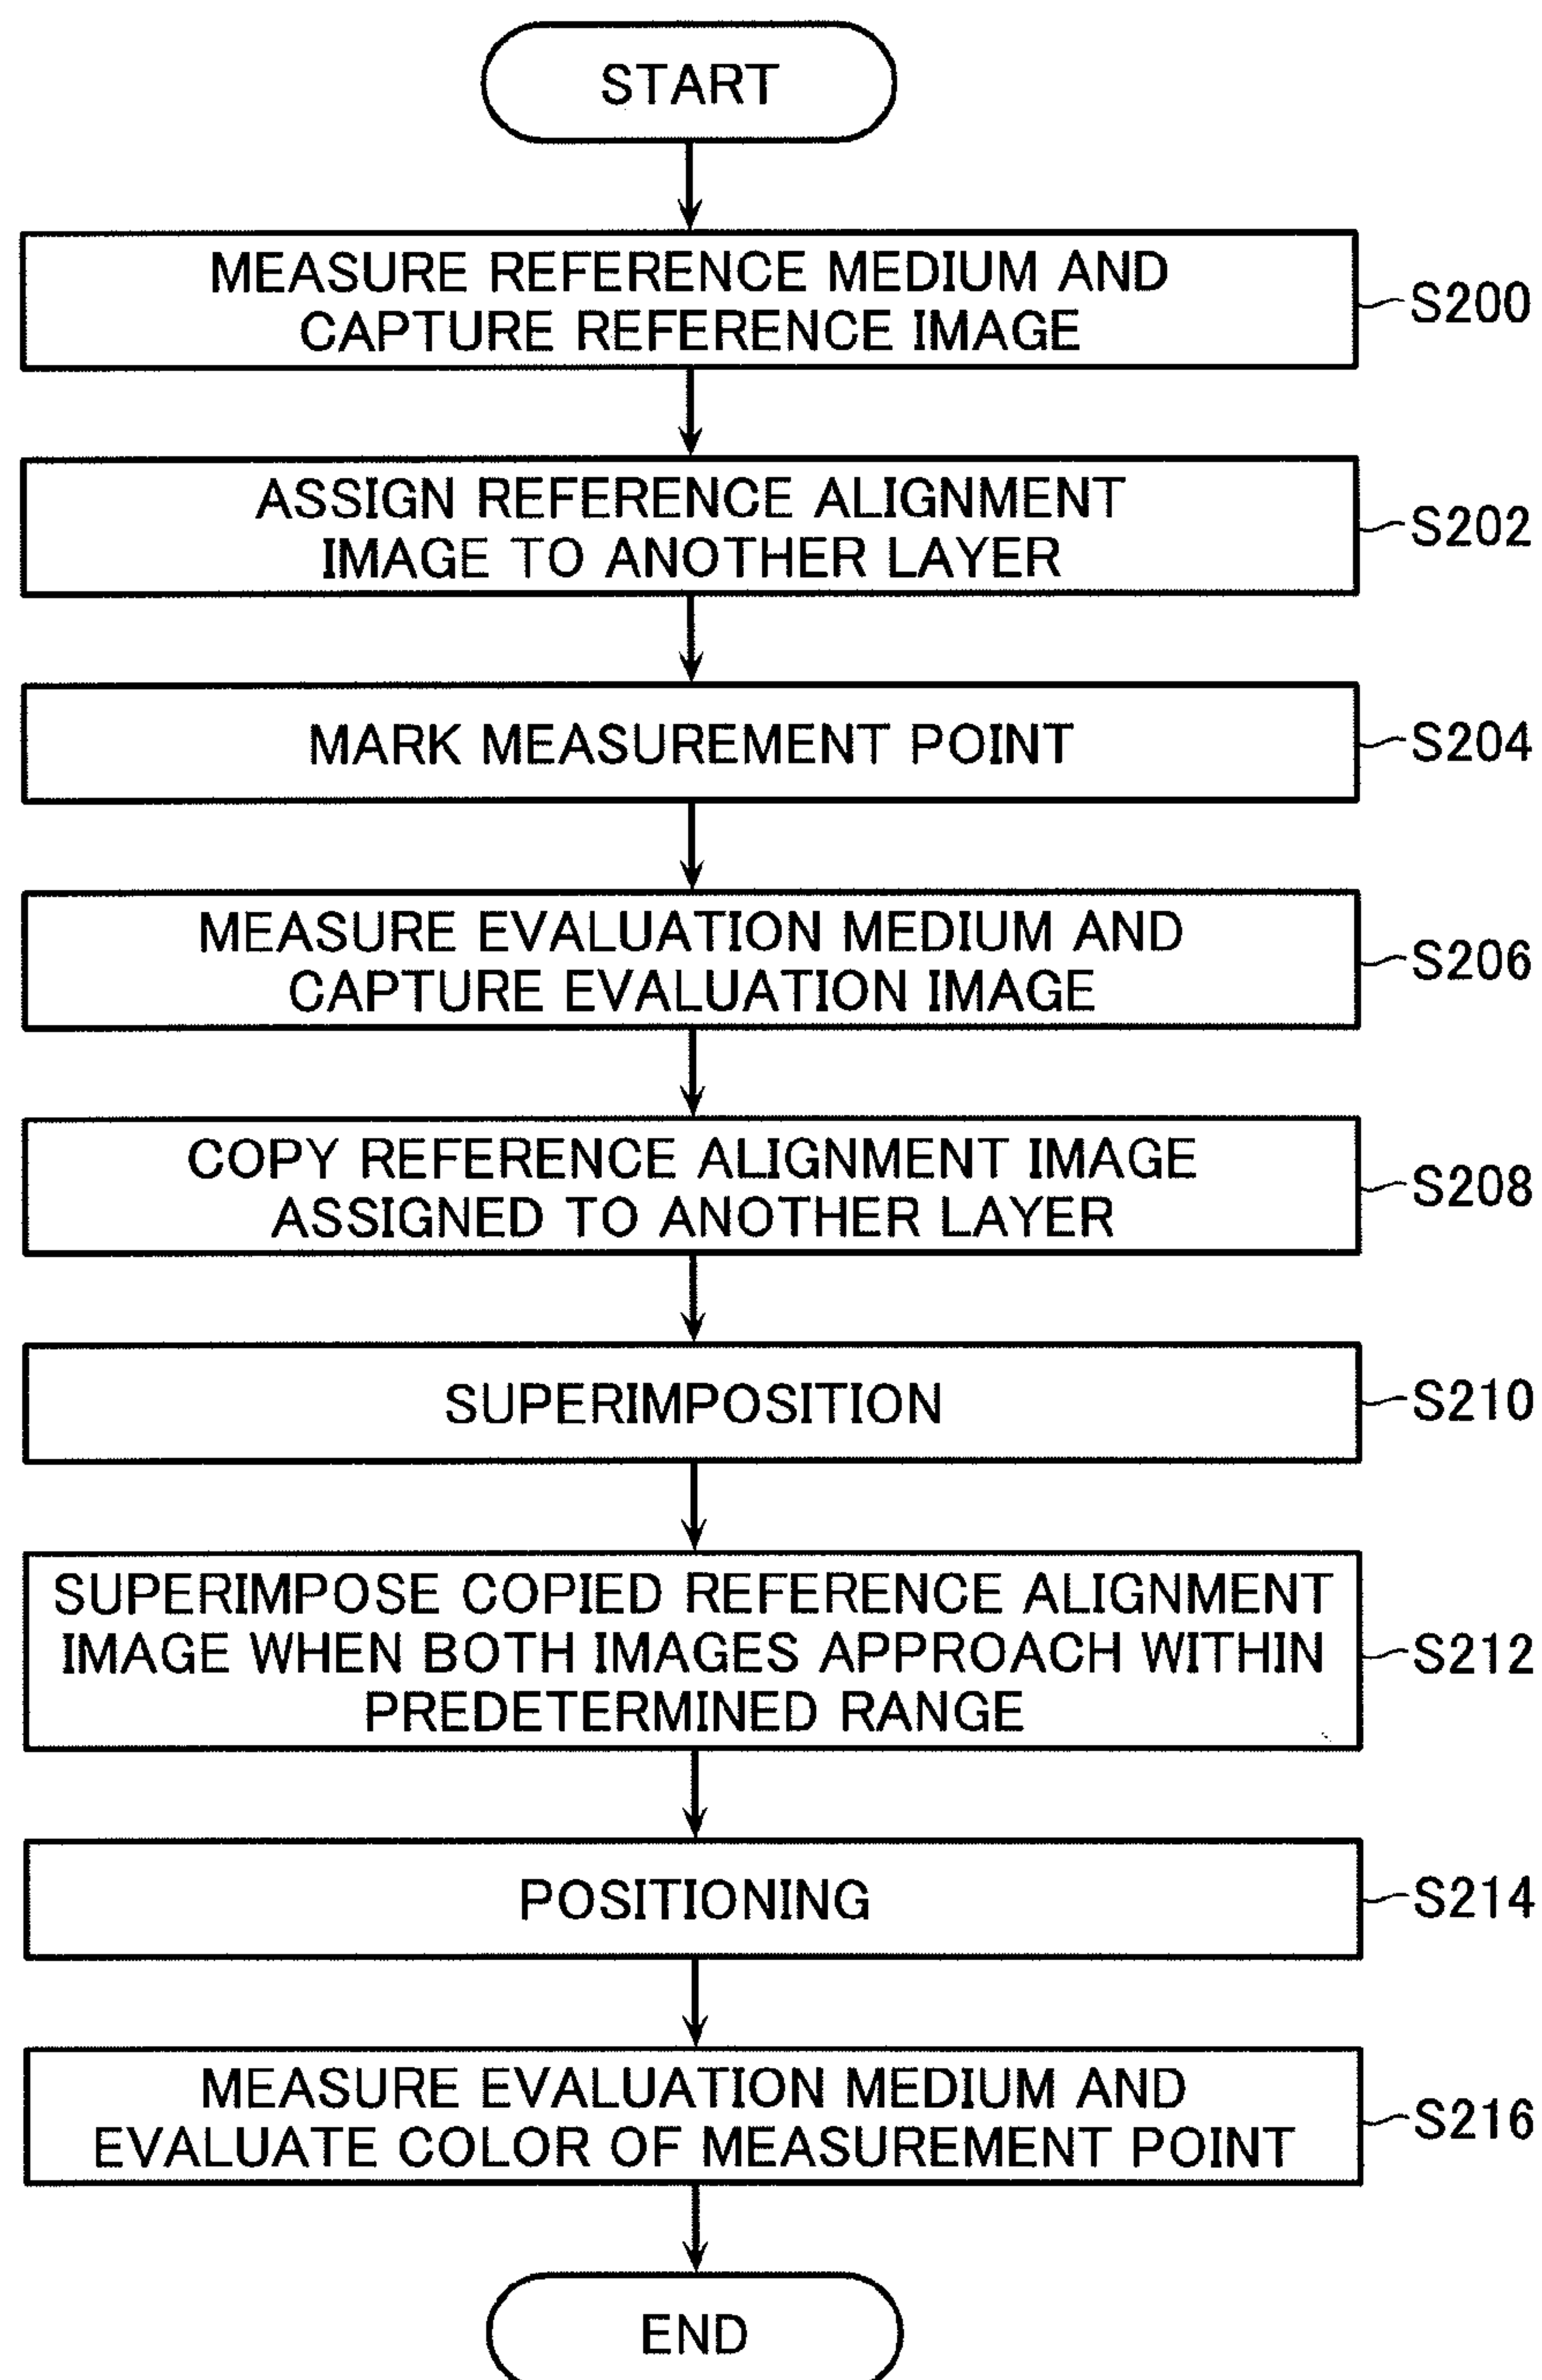 START
MEASURE REFERENCE MEDIUM AND
CAPTURE REFERENCE IMAGE
S200
ASSIGN REFERENCE ALIGNMENT
IMAGE TO ANOTHER LAYER
S202
MARK MEASUREMENT POINT
S204
MEASURE EVALUATION MEDIUM AND
CAPTURE EVALUATION IMAGE
S206
COPY REFERENCE ALIGNMENT IMAGE
ASSIGNED TO ANOTHER LAYER
S208
SUPERIMPOSITION
S210
SUPERIMPOSE COPIED REFERENCE ALIGNMENT
IMAGE WHEN BOTH IMAGES APPROACH WITHIN
PREDETERMINED RANGE
S212
POSITIONING
S214
MEASURE EVALUATION MEDIUM AND
EVALUATE COLOR OF MEASUREMENT POINT
S216
END